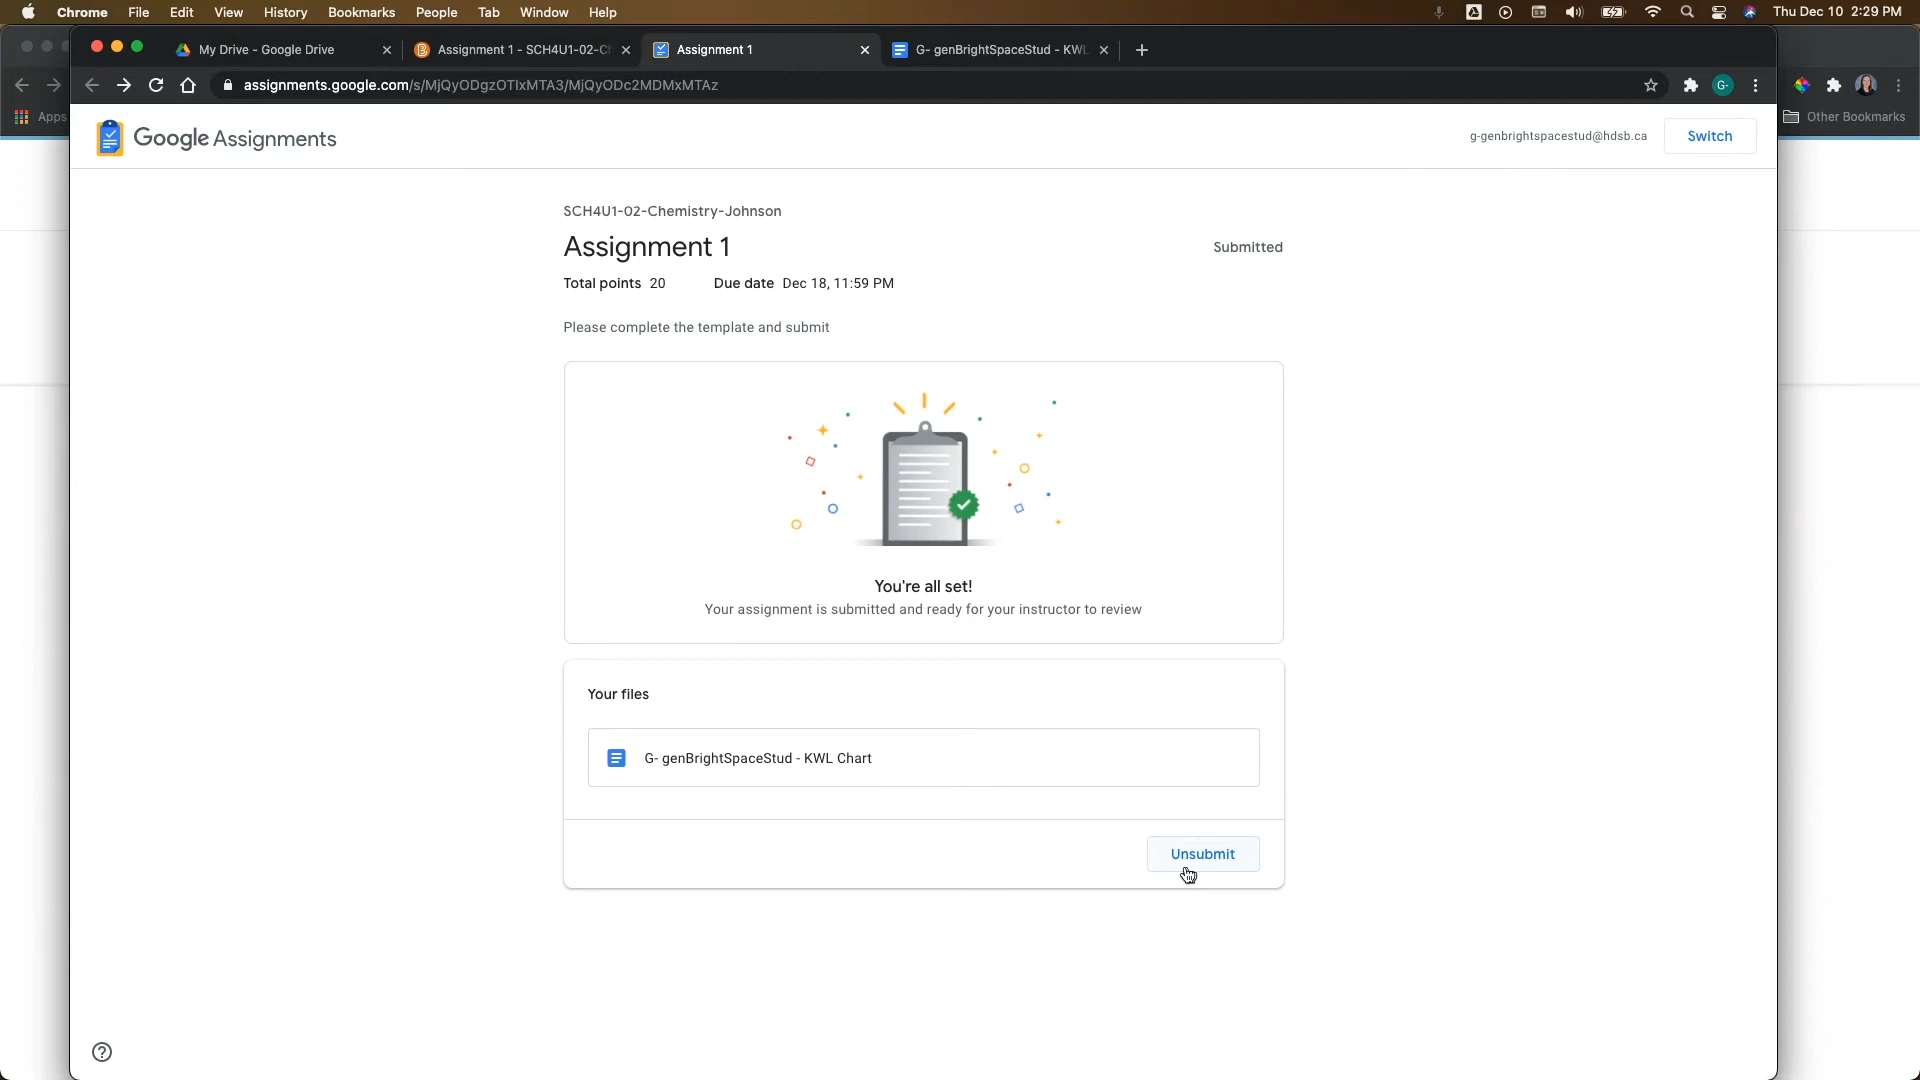 Chrome File Edit View History Bookmarks People Tab Window Help Thu Dec 10 2:29 PM
My Drive - Google Drive Assignment 1 - SCH4U1-02-Ch Assignment 1 G- genBrightSpaceStud - KWL
assignments.google.com/s/MjQyODgzOTIxMTA3/MjQyODc2MDMxMTAz G-
Apps Other Bookmarks
Google Assignments g-genbrightspacestud@hdsb.ca Switch
SCH4U1-02-Chemistry-Johnson
Assignment 1 Submitted
Total points 20 Due date Dec 18, 11:59 PM
Please complete the template and submit
You're all set!
Your assignment is submitted and ready for your instructor to review
Your files
G- genBrightSpaceStud - KWL Chart
Unsubmit